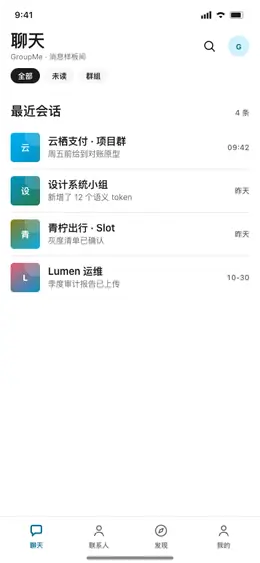 9:41
聊天
GroupMe · 消息样板间
G
全部
未读
群组
最近会话
4 条
云
云栖支付 · 项目群
周五前给到对账原型
09:42
设
设计系统小组
新增了 12 个语义 token
昨天
青
青柠出行 · Slot
灰度清单已确认
昨天
L
Lumen 运维
季度审计报告已上传
10-30
聊天
联系人
发现
我的